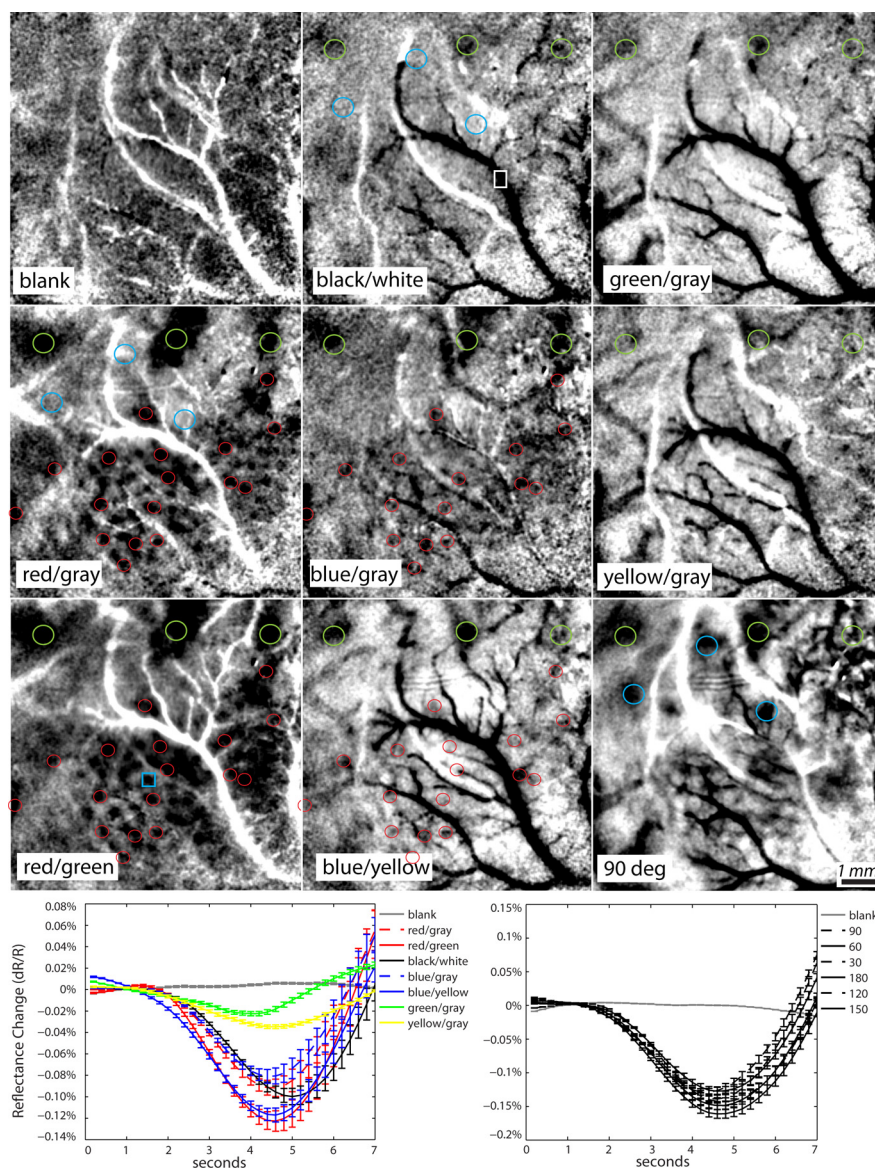 blank
black/white
green/gray
red/gray
blue/gray
yellow/gray
red/green
blue/yellow
90 deg
1 mm
Reflectance Change (dR/R)
0.08%
0.06%
0.04%
0.02%
0
−0.02%
−0.04%
−0.06%
−0.08%
−0.10%
−0.12%
−0.14%
0 1 2 3 4 5 6 7
seconds
blank
red/gray
red/green
black/white
blue/gray
blue/yellow
green/gray
yellow/gray
0.15%
0.1%
0.05%
0
−0.05%
−0.1%
−0.15%
−0.2%
0 1 2 3 4 5 6 7
seconds
blank
90
60
30
180
120
150